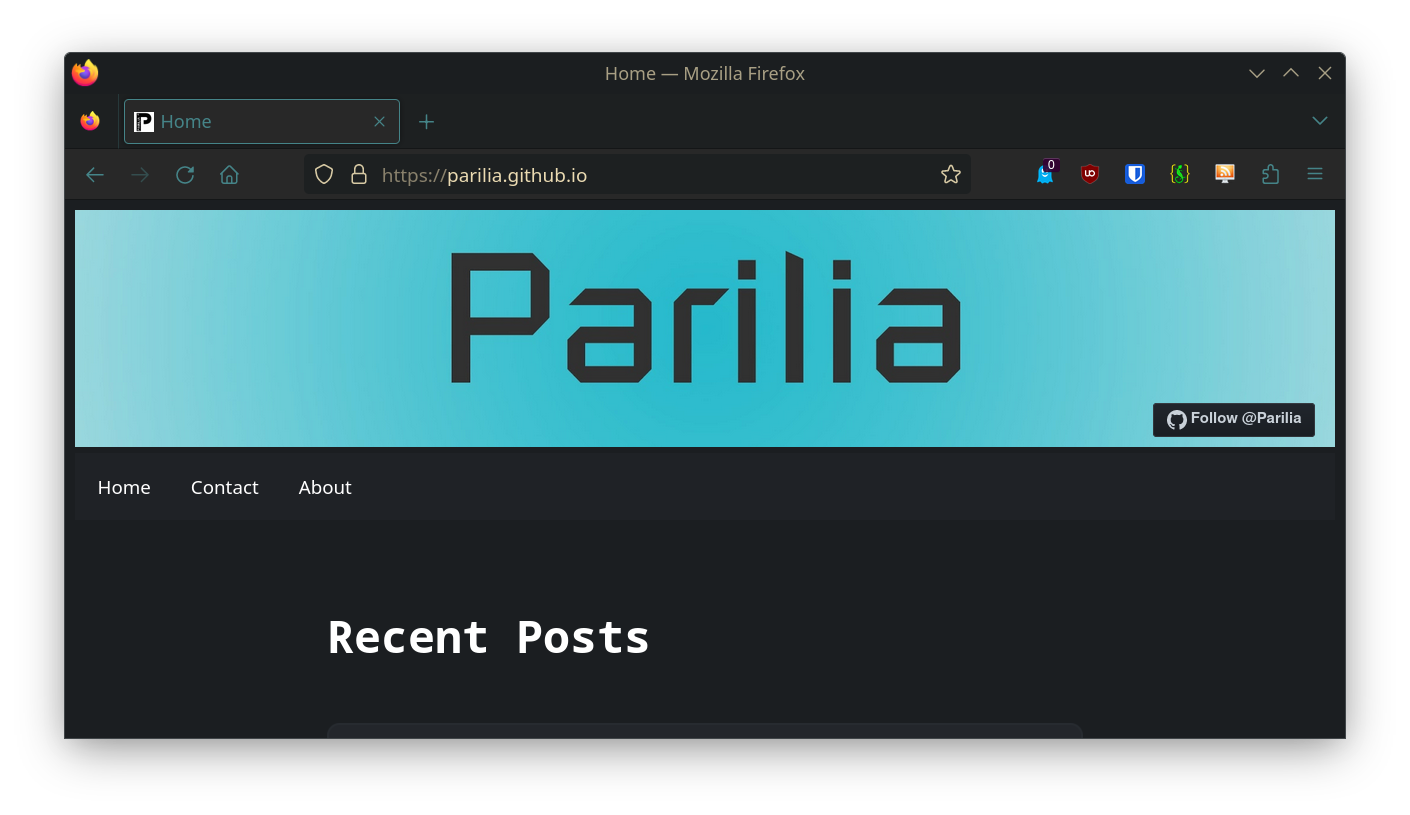 Home — Mozilla Firefox
Home
https://parilia.github.io
0
Parilia
Follow @Parilia
Home Contact About
Recent Posts